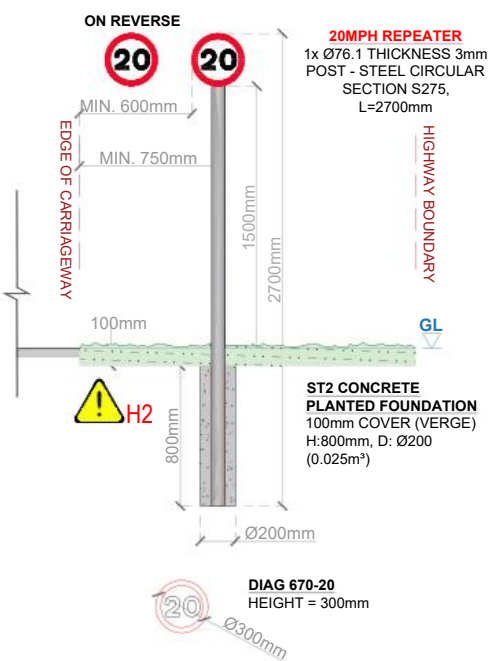 ON REVERSE
20
20
20MPH REPEATER
1x Ø76.1 THICKNESS 3mm
POST - STEEL CIRCULAR
SECTION S275,
L=2700mm
MIN. 600mm
MIN. 750mm
EDGE OF CARRIAGEWAY
HIGHWAY BOUNDARY
1500mm
2700mm
100mm
GL
H2
800mm
ST2 CONCRETE
PLANTED FOUNDATION
100mm COVER (VERGE)
H:800mm, D: Ø200
(0.025m³)
Ø200mm
DIAG 670-20
HEIGHT = 300mm
20
Ø300mm